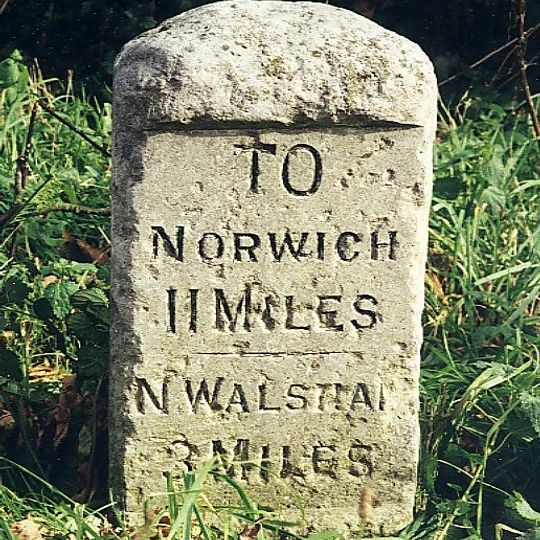 TO
NORWICH
11 MILES
N WALSHAM
3 MILES